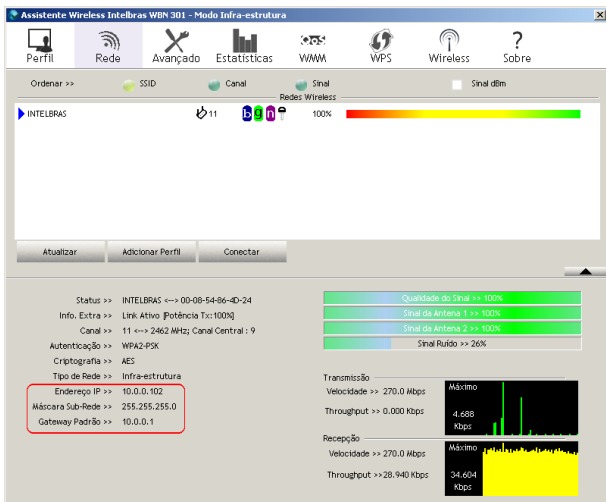 Assistente Wireless Intelbras WBN 301 - Modo Infra-estrutura
Perfil Rede Avançado Estatísticas WMM WPS Wireless Sobre
QoS
Ordenar >> SSID Canal Sinal Sinal dBm
Redes Wireless
INTELBRAS 11 b g n 100%
Atualizar Adicionar Perfil Conectar
Status >> INTELBRAS <--> 00-08-54-86-4D-24
Info. Extra >> Link Ativo [Potência Tx:100%]
Canal >> 11 <--> 2462 MHz; Canal Central : 9
Autenticação >> WPA2-PSK
Criptografia >> AES
Tipo de Rede >> Infra-estrutura
Endereço IP >> 10.0.0.102
Máscara Sub-Rede >> 255.255.255.0
Gateway Padrão >> 10.0.0.1
Qualidade do Sinal >> 100%
Sinal da Antena 1 >> 100%
Sinal da Antena 2 >> 100%
Sinal Ruído >> 26%
Transmissão
Velocidade >> 270.0 Mbps
Throughput >> 0.000 Kbps
Máximo
4.688
Kbps
Recepção
Velocidade >> 270.0 Mbps
Throughput >>28.940 Kbps
Máximo
34.604
Kbps